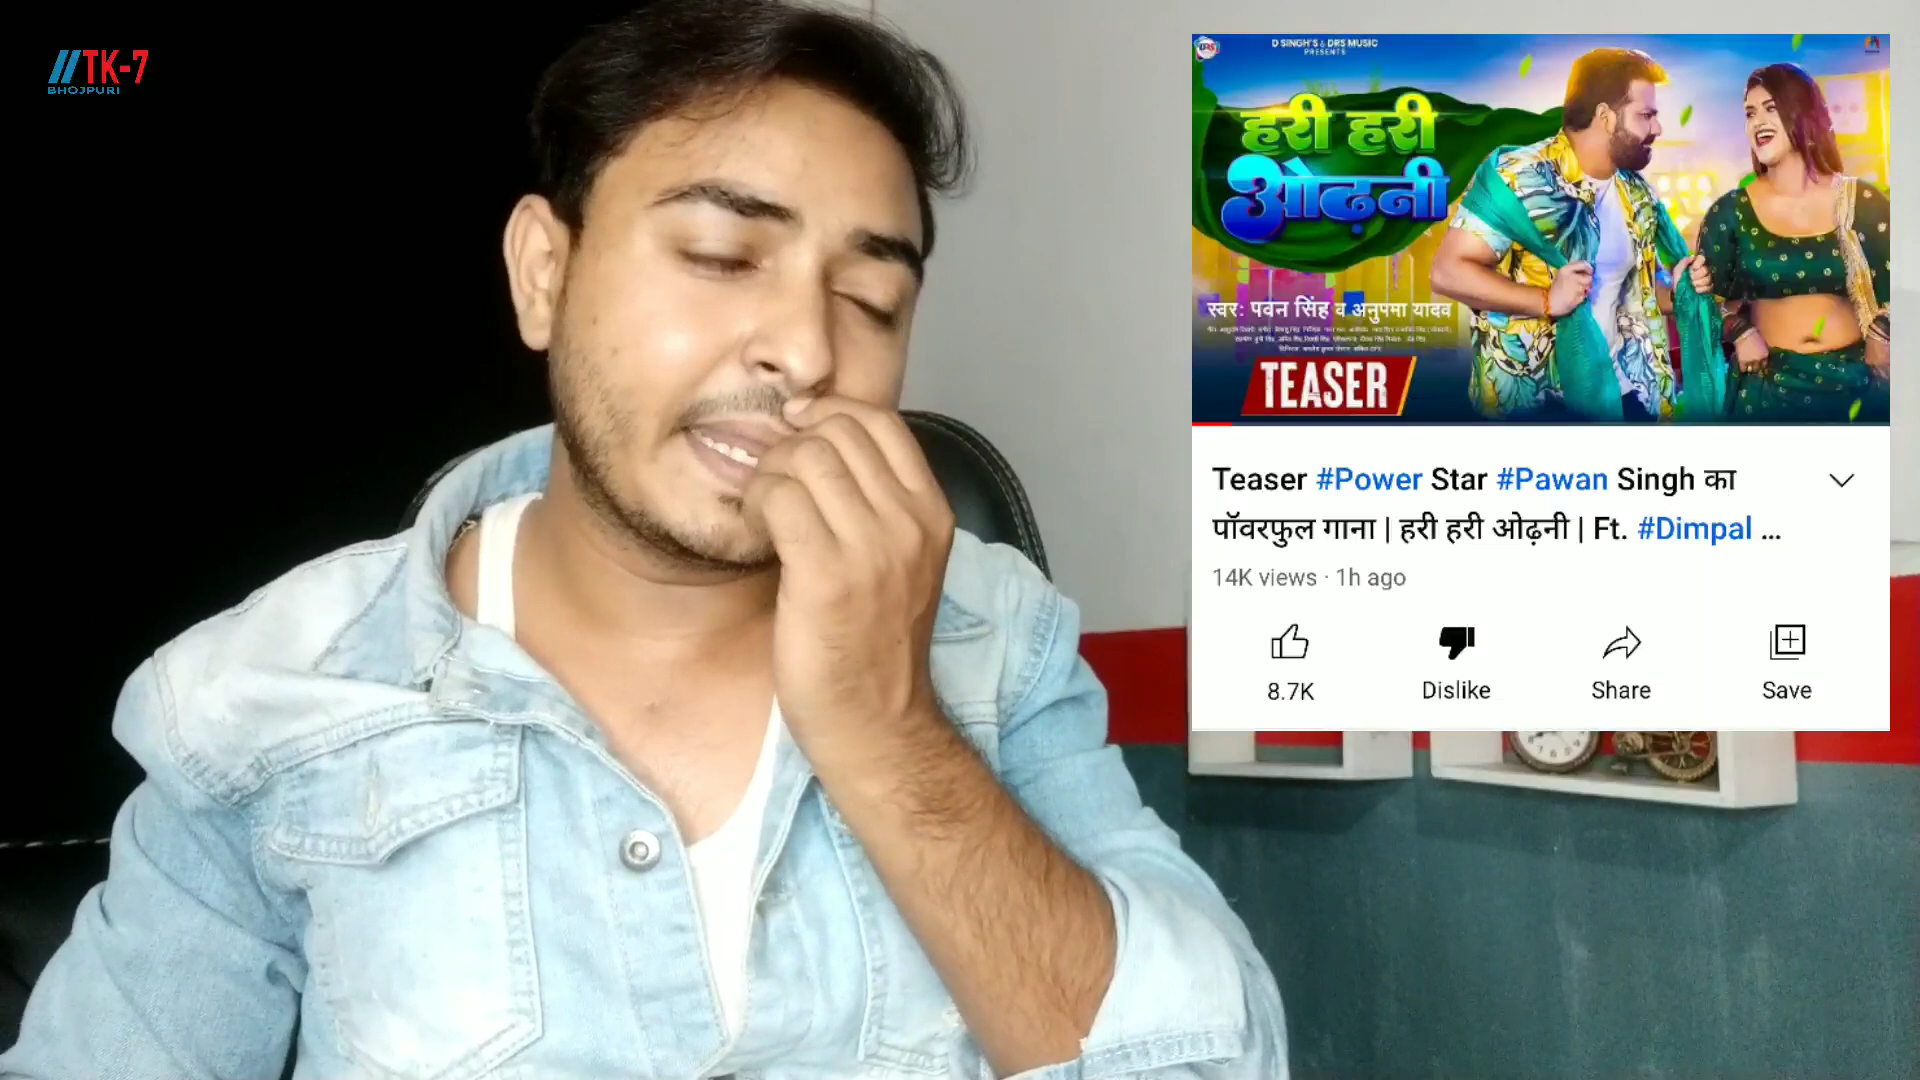 TK-7
BHOJPURI
D SINGH'S & DRS MUSIC
PRESENTS
DRS
हरी हरी
ओढ़नी
स्वर: पवन सिंह व अनुपमा यादव
TEASER
Teaser #Power Star #Pawan Singh का
पॉवरफुल गाना | हरी हरी ओढ़नी | Ft. #Dimpal ...
14K views · 1h ago
8.7K Dislike Share Save